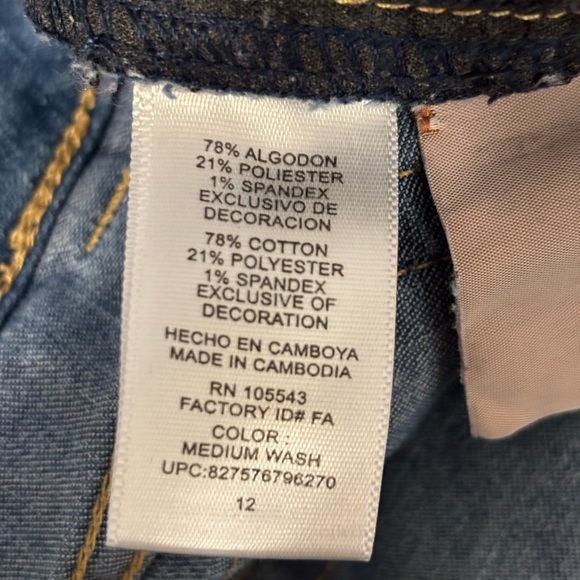 78% ALGODON
21% POLIESTER
1% SPANDEX
EXCLUSIVO DE
DECORACION
78% COTTON
21% POLYESTER
1% SPANDEX
EXCLUSIVE OF
DECORATION
HECHO EN CAMBOYA
MADE IN CAMBODIA
RN 105543
FACTORY ID# FA
COLOR :
MEDIUM WASH
UPC:827576796270
12